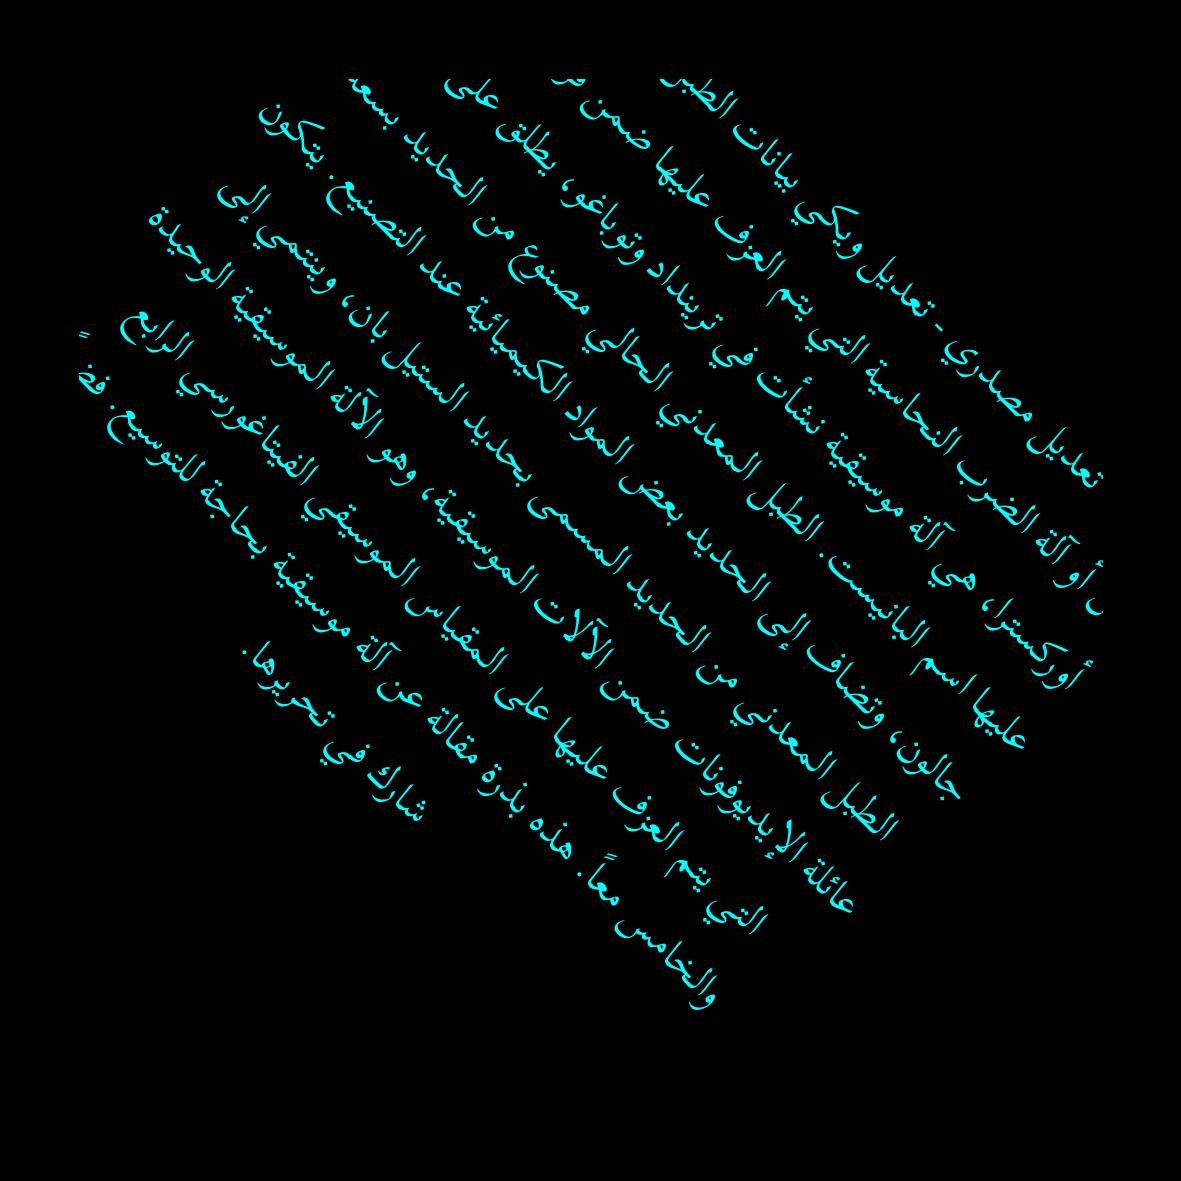 تعديل مصدري - تعديل ويكي بيانات الطبل
أو آلة الضرب النحاسية التي يتم العزف عليها ضمن
أوركسترا، هي آلة موسيقية نشأت في ترينداد وتوباغو، يطلق على
عليها اسم البانيست. الطبل المعدني الحالي مصنوع من الحديد بسعة
جالون، وتضاف إلى الحديد بعض المواد الكيميائية عند التصنيع. يتكون
الطبل المعدني من الحديد المسمى بحديد الستيل بان، وينتمي إلى
عائلة الإيديوفونات ضمن الآلات الموسيقية، وهو الآلة الموسيقية الوحيدة
التي يتم العزف عليها على المقياس الموسيقي الفيتاغورسي الرابع
والخامس معاً. هذه بذرة مقالة عن آلة موسيقية بحاجة للتوسيع.
شارك في تحريرها.